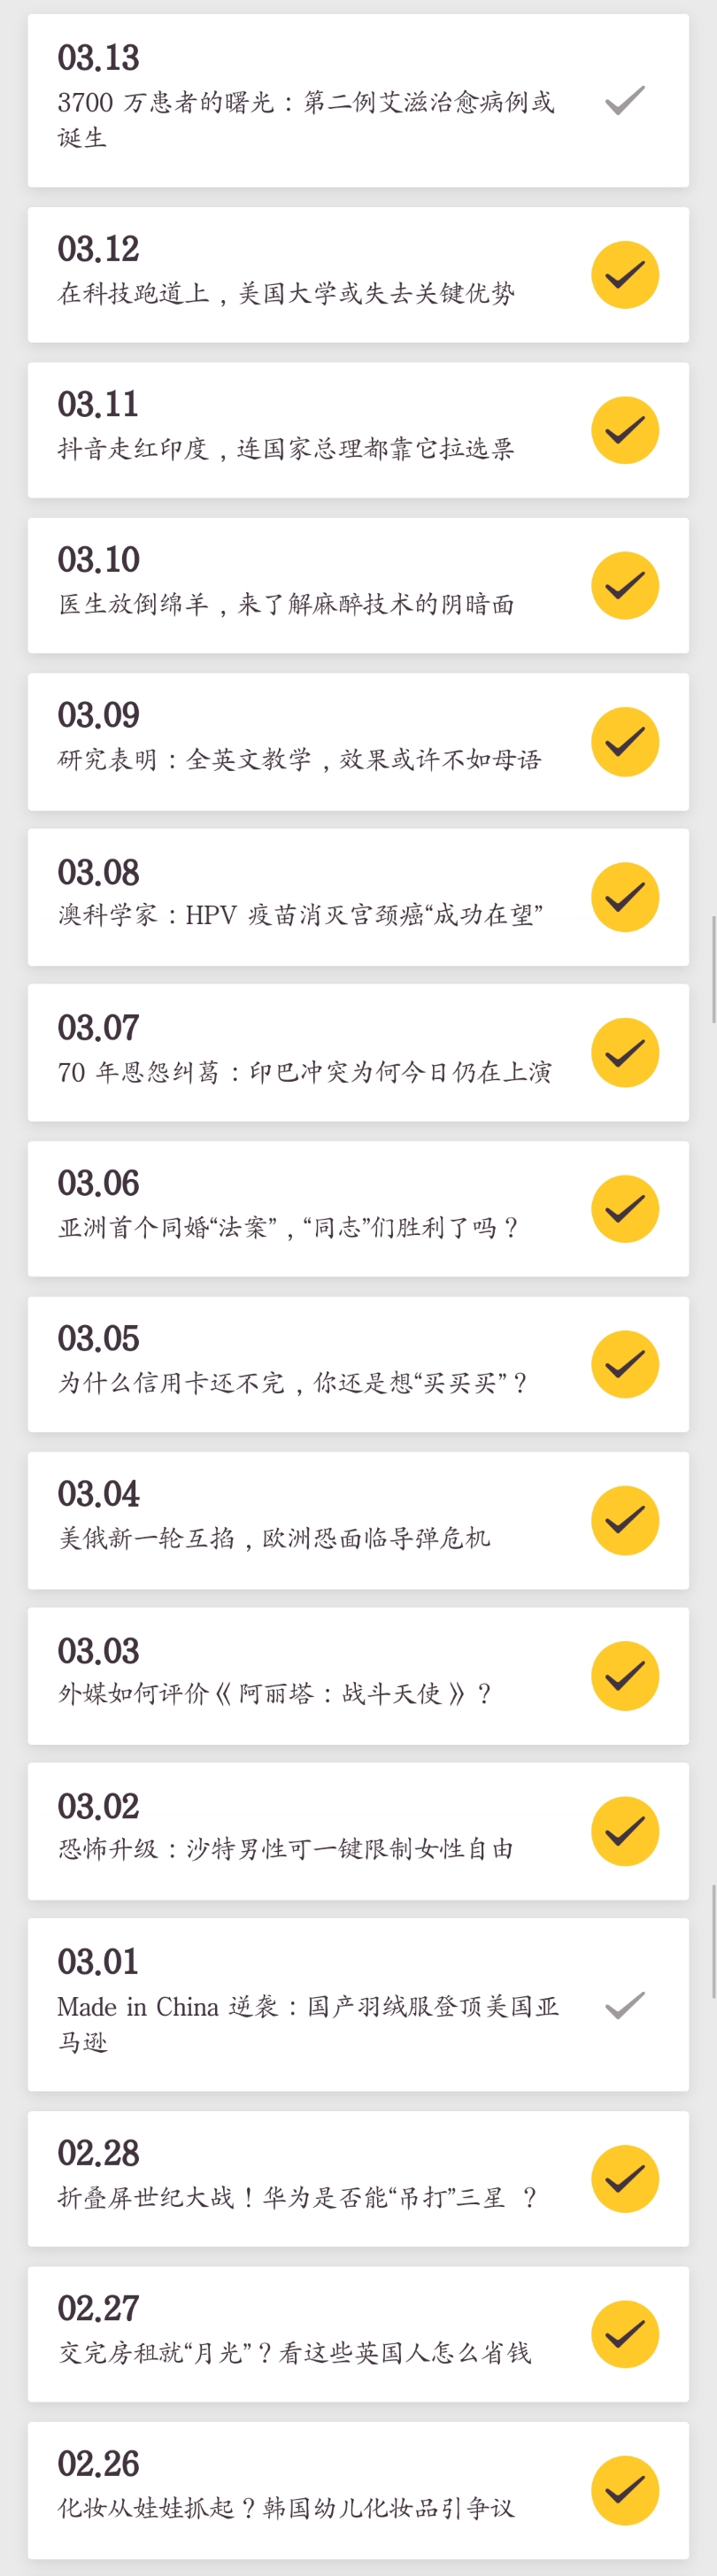 03.13
3700 万患者的曙光：第二例艾滋治愈病例或
诞生
03.12
在科技跑道上，美国大学或失去关键优势
03.11
抖音走红印度，连国家总理都靠它拉选票
03.10
医生放倒绵羊，来了解麻醉技术的阴暗面
03.09
研究表明：全英文教学，效果或许不如母语
03.08
澳科学家：HPV 疫苗消灭宫颈癌“成功在望”
03.07
70 年恩怨纠葛：印巴冲突为何今日仍在上演
03.06
亚洲首个同婚“法案”，“同志”们胜利了吗？
03.05
为什么信用卡还不完，你还是想“买买买”？
03.04
美俄新一轮互掐，欧洲恐面临导弹危机
03.03
外媒如何评价《阿丽塔：战斗天使》？
03.02
恐怖升级：沙特男性可一键限制女性自由
03.01
Made in China 逆袭：国产羽绒服登顶美国亚
马逊
02.28
折叠屏世纪大战！华为是否能“吊打”三星 ？
02.27
交完房租就“月光”？看这些英国人怎么省钱
02.26
化妆从娃娃抓起？韩国幼儿化妆品引争议